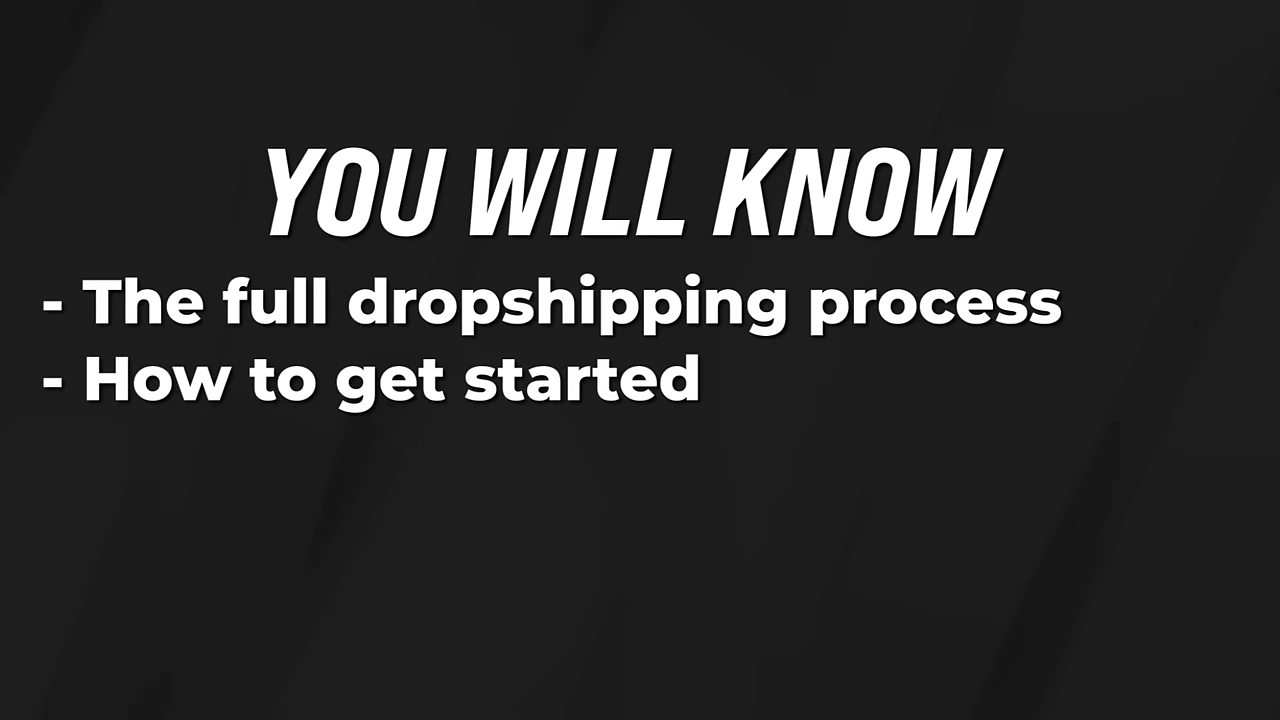 YOU WILL KNOW
- The full dropshipping process
- How to get started